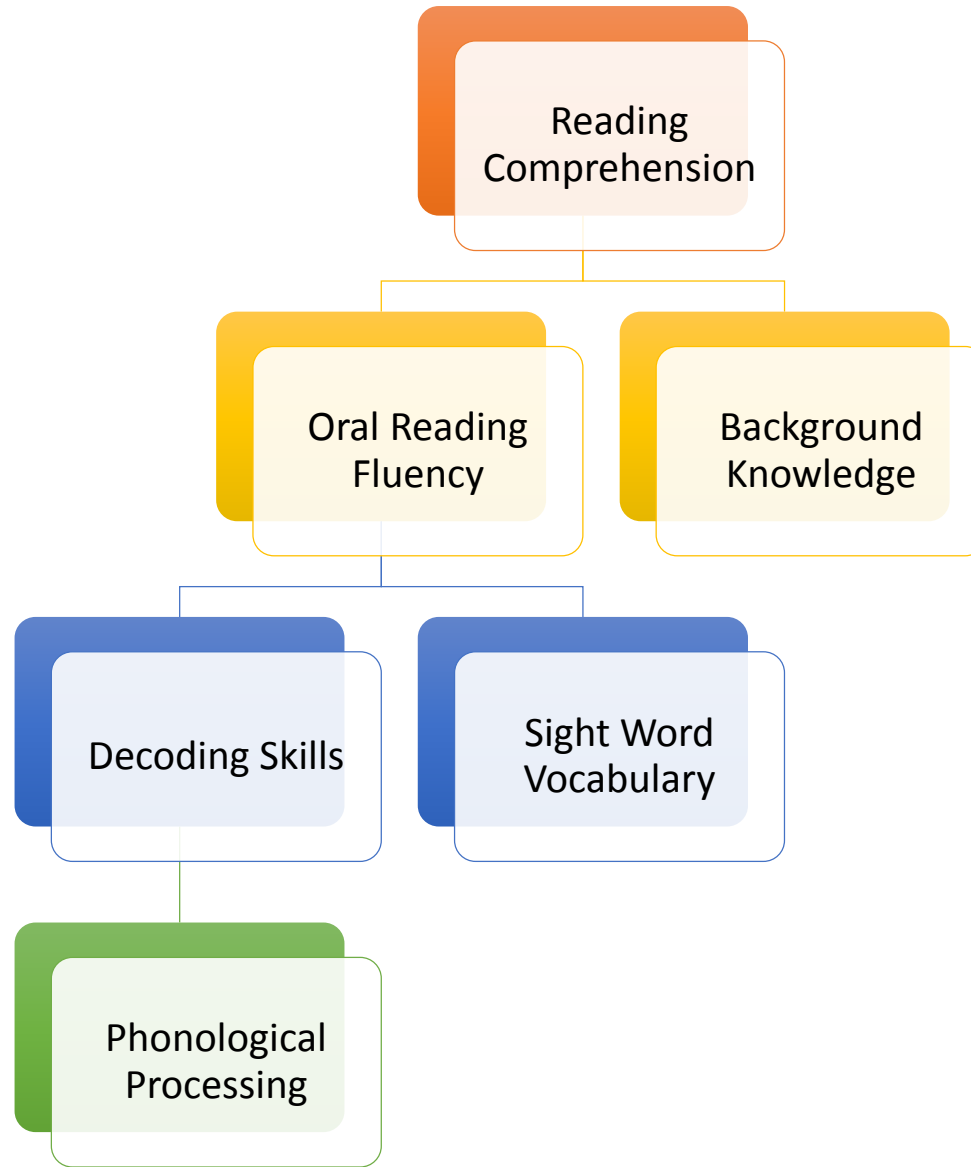 Reading
Comprehension
Oral Reading
Fluency
Background
Knowledge
Decoding Skills
Sight Word
Vocabulary
Phonological
Processing